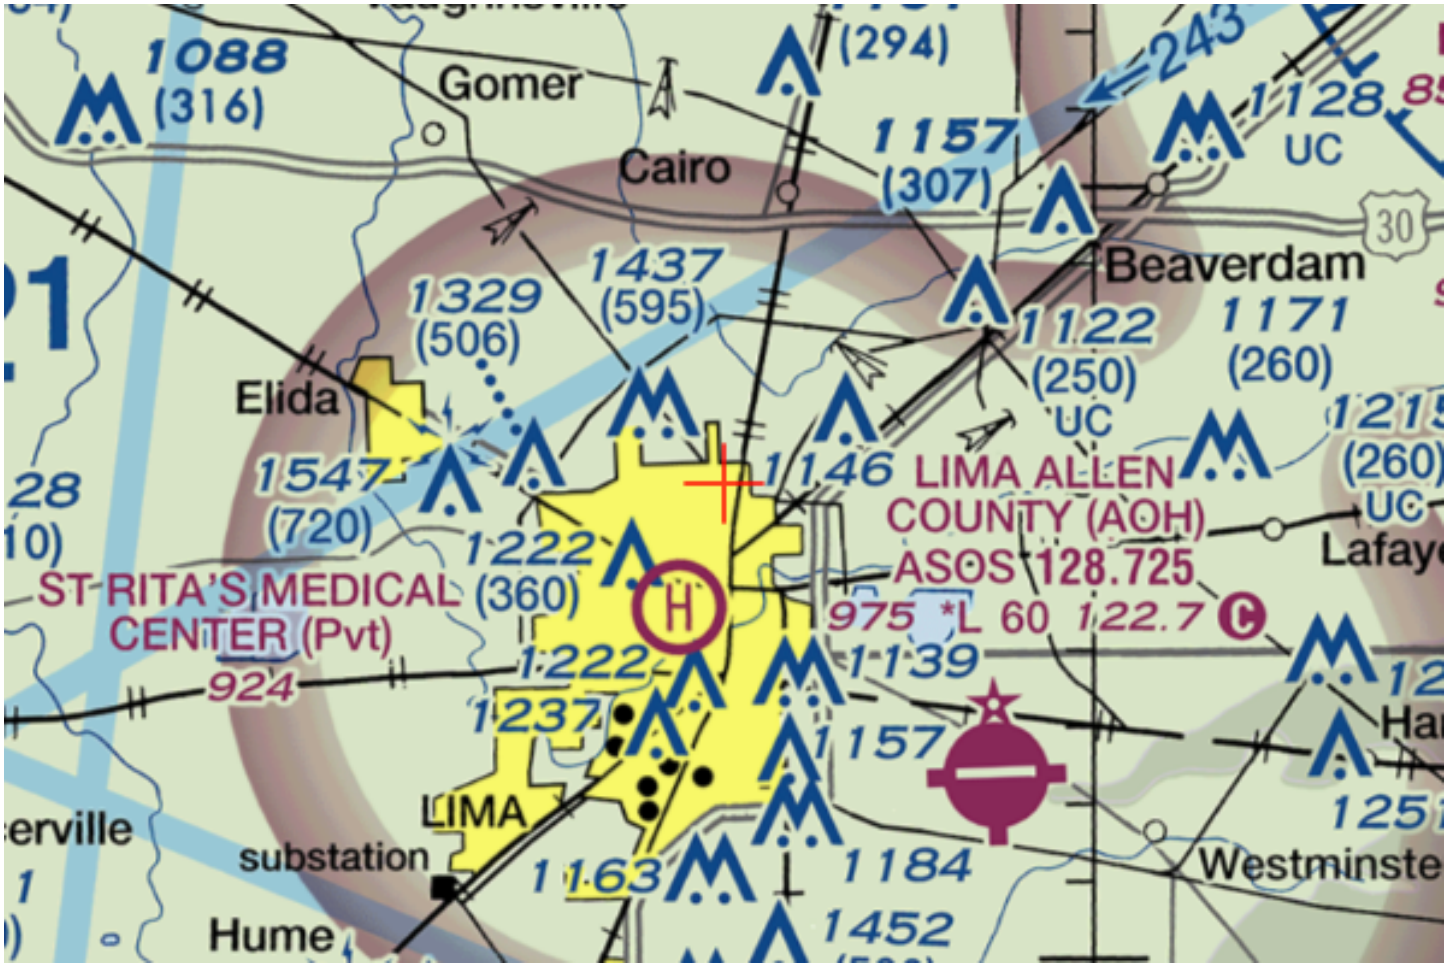 1088
(316)
Gomer
(294)
243°
1128
UC
Cairo
1157
(307)
30
Beaverdam
1437
(595)
1329
(506)
1122
(250)
UC
1171
(260)
Elida
1547
(720)
1146
LIMA ALLEN
COUNTY (AOH)
ASOS 128.725
975 *L 60 122.7 C
(260)
UC
1222
(360)
ST RITA'S MEDICAL
CENTER (Pvt)
924
H
1222
1139
1237
1157
LIMA
substation
1163
1184
Westminste
Hume
1452